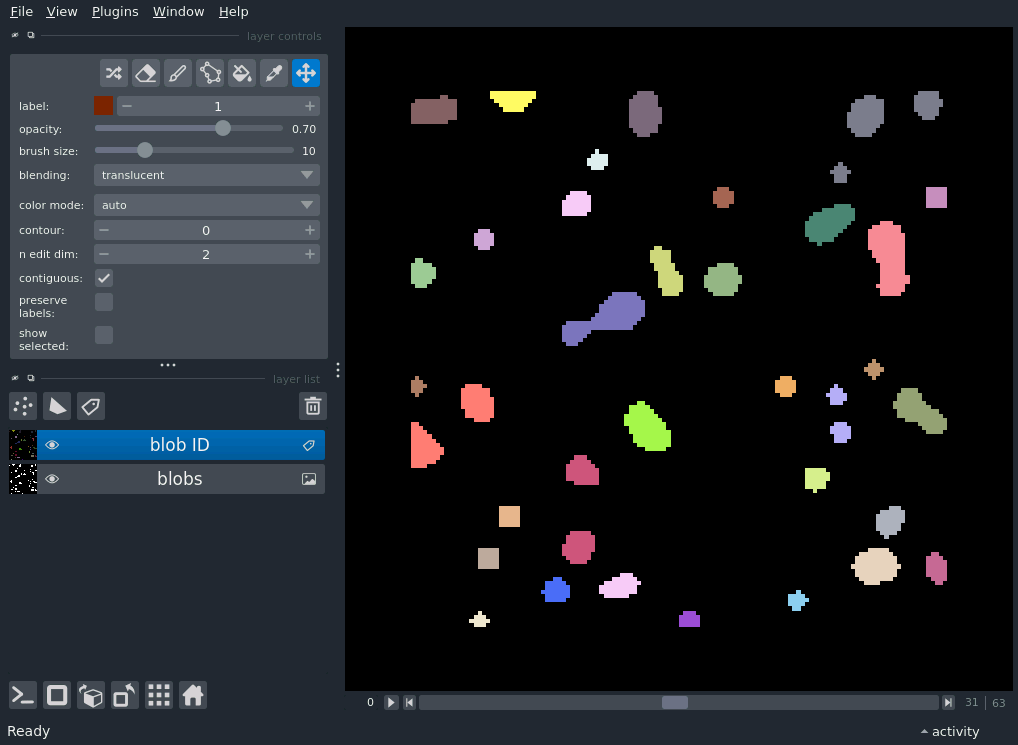 File View Plugins Window Help
layer controls
label: 1
opacity: 0.70
brush size: 10
blending: translucent
color mode: auto
contour: 0
n edit dim: 2
contiguous:
preserve
labels:
show
selected:
layer list
blob ID
blobs
0 31 63
Ready activity